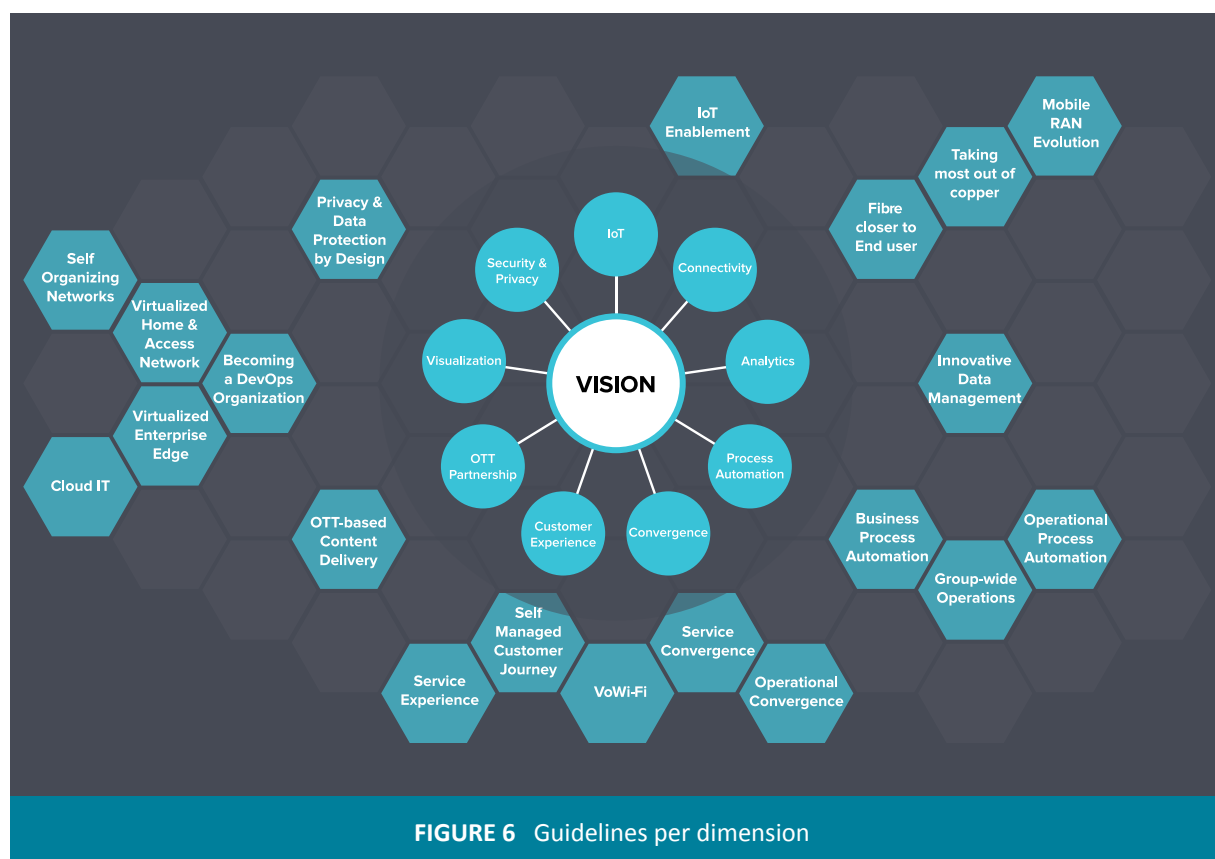 IoT
Enablement
Mobile
RAN
Evolution
Taking
most out of
copper
Fibre
closer to
End user
Privacy &
Data
Protection
by Design
Self
Organizing
Networks
Virtualized
Home &
Access
Network
Becoming
a DevOps
Organization
Virtualized
Enterprise
Edge
Cloud IT
IoT
Security &
Privacy
Connectivity
Visualization
VISION
Analytics
OTT
Partnership
Process
Automation
Customer
Experience
Convergence
Innovative
Data
Management
OTT-based
Content
Delivery
Business
Process
Automation
Operational
Process
Automation
Group-wide
Operations
Self
Managed
Customer
Journey
Service
Experience
VoWi-Fi
Service
Convergence
Operational
Convergence
FIGURE 6 Guidelines per dimension